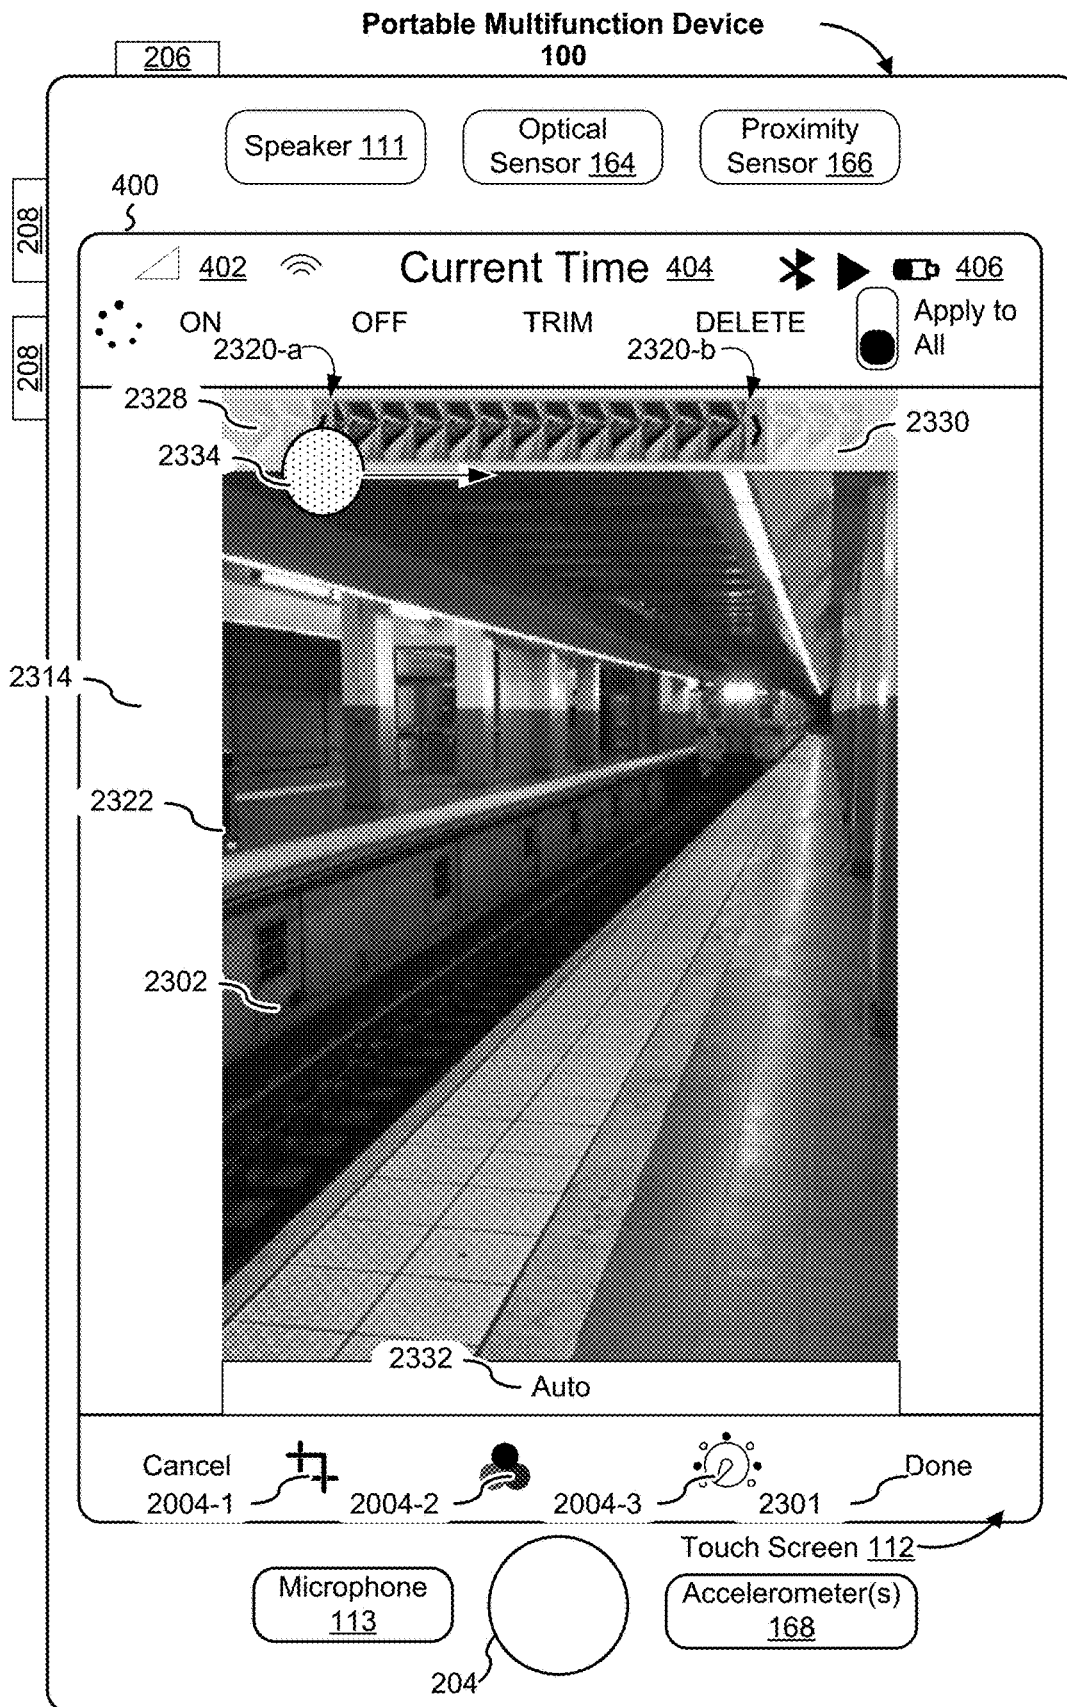 Portable Multifunction Device
100
206
Speaker 111
Optical
Sensor 164
Proximity
Sensor 166
208
400
402
Current Time 404
406
ON
OFF
TRIM
DELETE
Apply to
All
208
2320-a
2320-b
2328
2330
2334
2314
2322
2302
2332
Auto
Cancel
Done
2004-1
2004-2
2004-3
2301
Touch Screen 112
Microphone
113
Accelerometer(s)
168
204